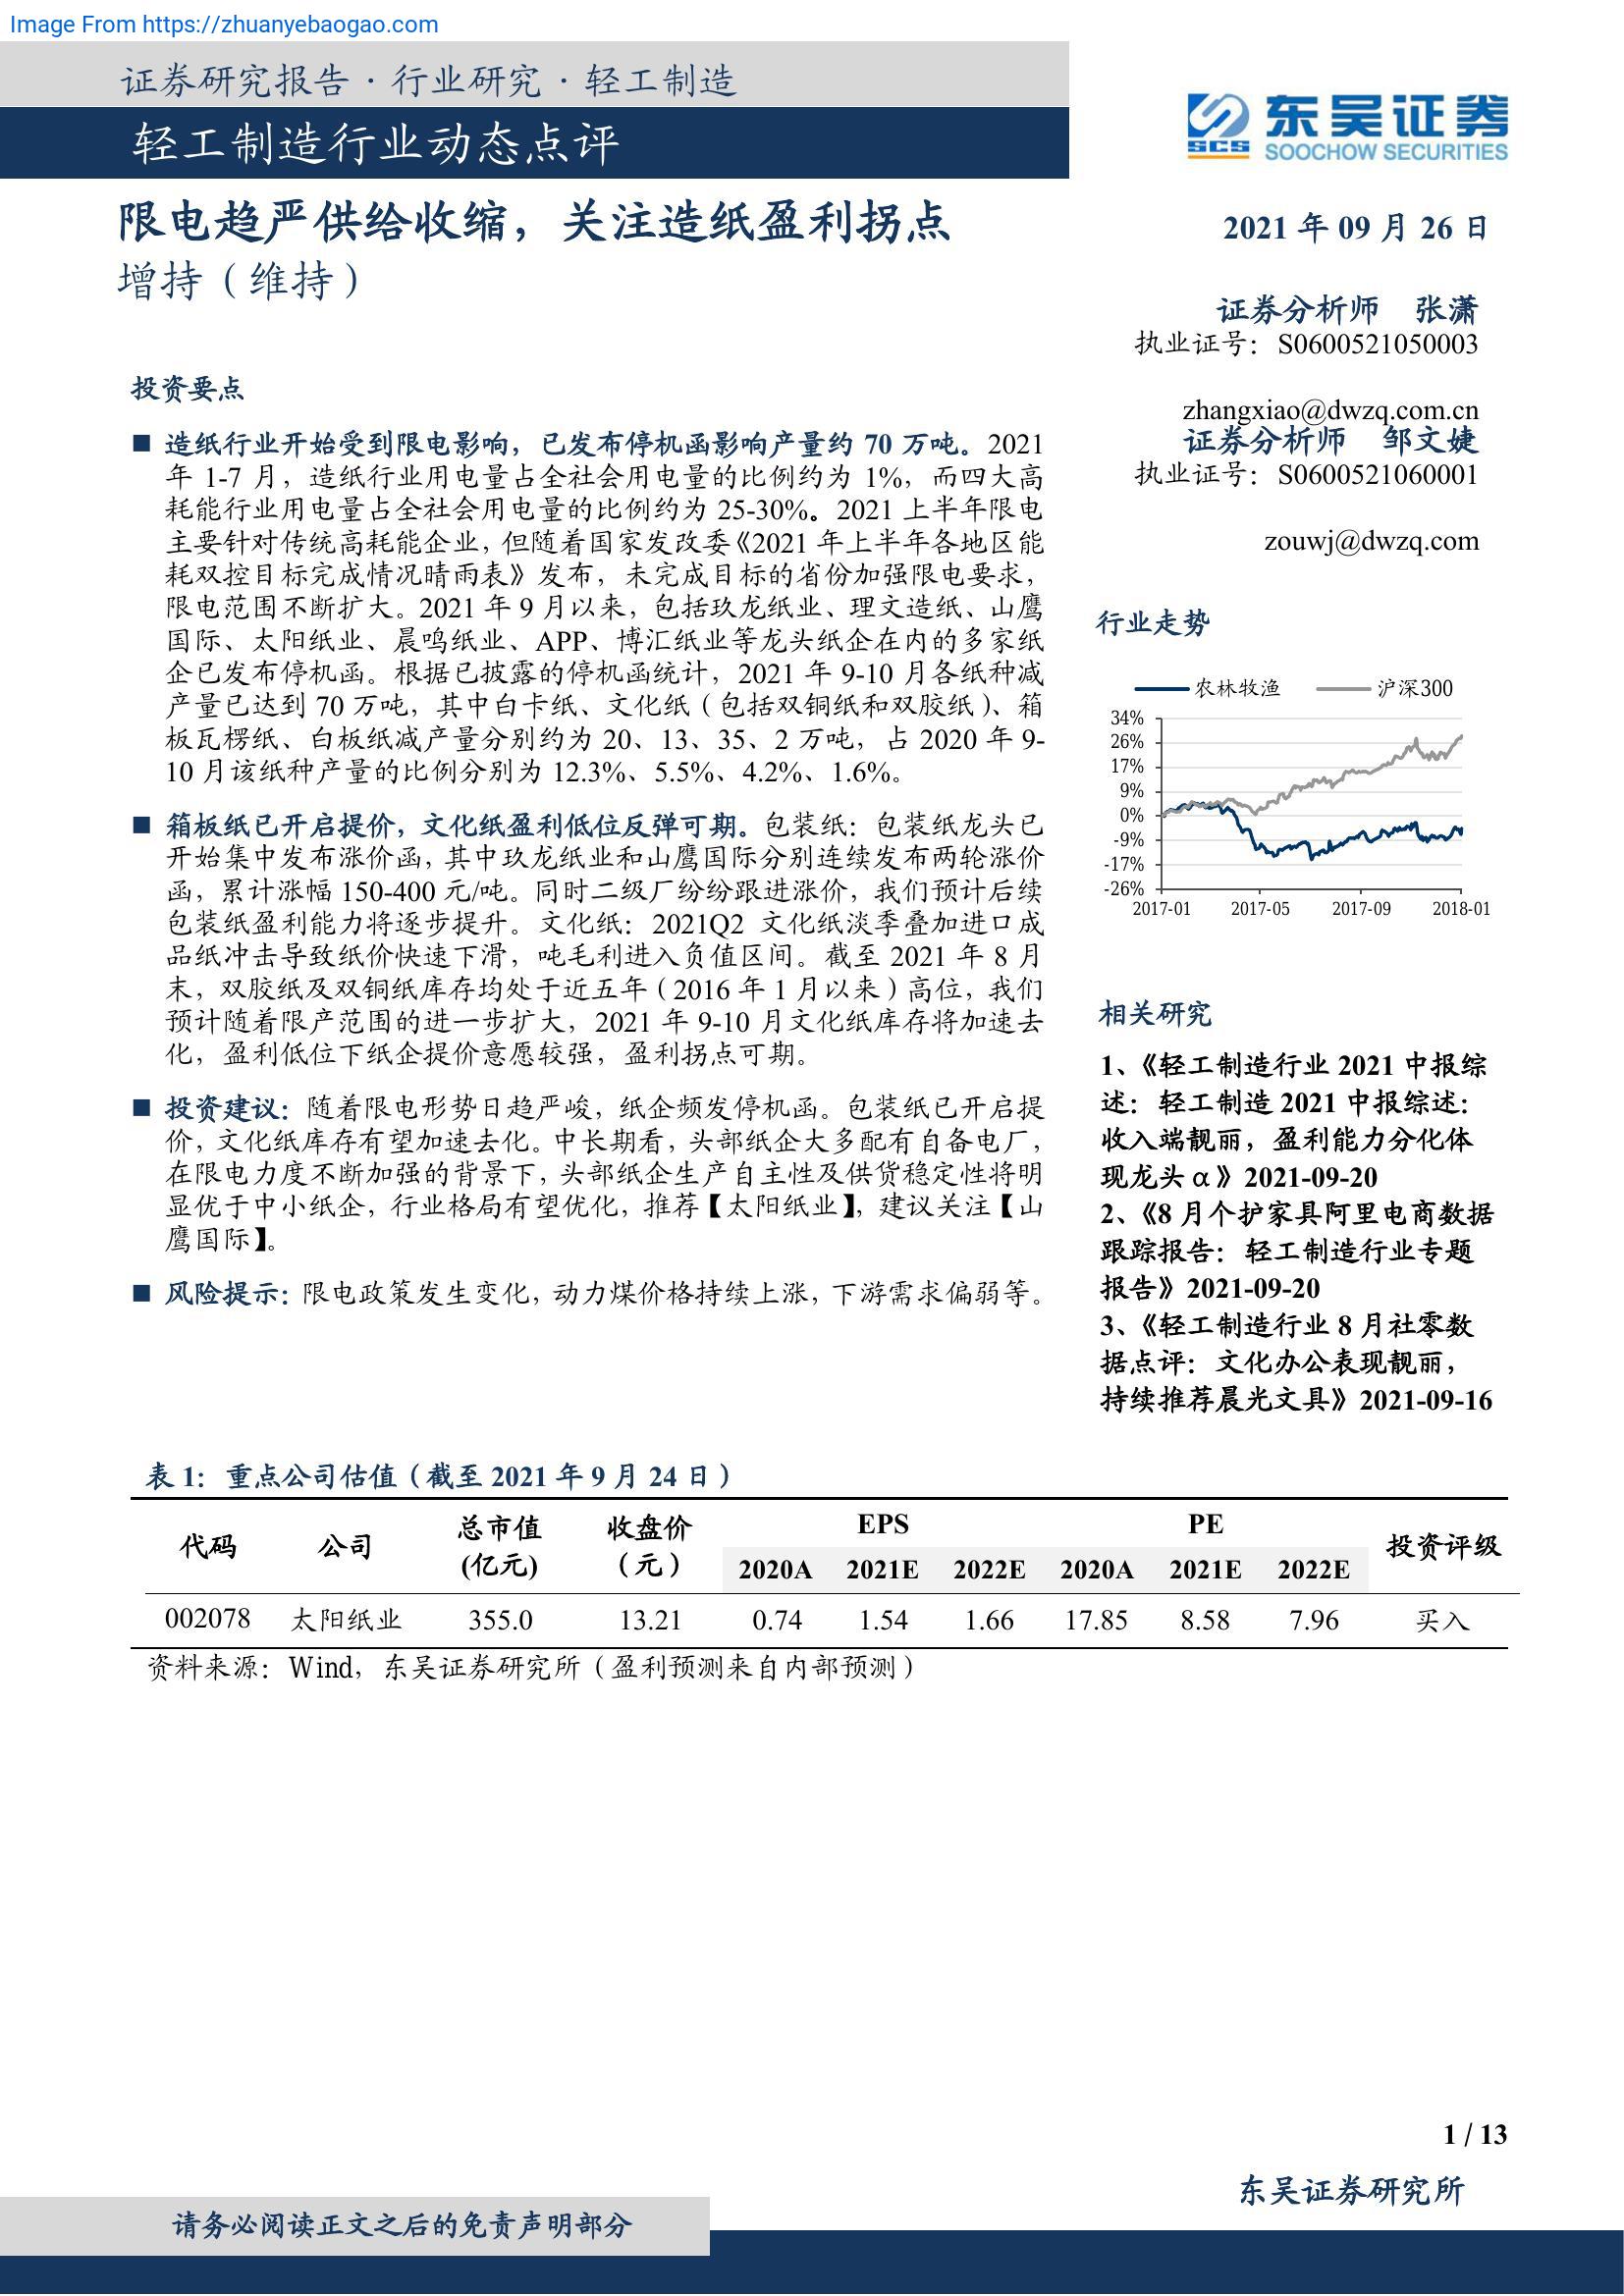 Image From https://zhuanyebaogao.com
证券研究报告·行业研究·轻工制造
轻工制造行业动态点评
东吴证券
SCS
SOOCHOW SECURITIES
限电趋严供给收缩，关注造纸盈利拐点
增持（维持）
2021 年 09 月 26 日
证券分析师 张潇
执业证号：S0600521050003
zhangxiao@dwzq.com.cn
证券分析师 邹文婕
执业证号：S0600521060001
zouwj@dwzq.com
投资要点
■ 造纸行业开始受到限电影响，已发布停机函影响产量约 70 万吨。2021
年 1-7 月，造纸行业用电量占全社会用电量的比例约为 1%，而四大高
耗能行业用电量占全社会用电量的比例约为 25-30%。2021 上半年限电
主要针对传统高耗能企业，但随着国家发改委《2021 年上半年各地区能
耗双控目标完成情况晴雨表》发布，未完成目标的省份加强限电要求，
限电范围不断扩大。2021 年 9 月以来，包括玖龙纸业、理文造纸、山鹰
国际、太阳纸业、晨鸣纸业、APP、博汇纸业等龙头纸企在内的多家纸
企已发布停机函。根据已披露的停机函统计，2021 年 9-10 月各纸种减
产量已达到 70 万吨，其中白卡纸、文化纸（包括双铜纸和双胶纸）、箱
板瓦楞纸、白板纸减产量分别约为 20、13、35、2 万吨，占 2020 年 9-
10 月该纸种产量的比例分别为 12.3%、5.5%、4.2%、1.6%。
■ 箱板纸已开启提价，文化纸盈利低位反弹可期。包装纸：包装纸龙头已
开始集中发布涨价函，其中玖龙纸业和山鹰国际分别连续发布两轮涨价
函，累计涨幅 150-400 元/吨。同时二级厂纷纷跟进涨价，我们预计后续
包装纸盈利能力将逐步提升。文化纸：2021Q2 文化纸淡季叠加进口成
品纸冲击导致纸价快速下滑，吨毛利进入负值区间。截至 2021 年 8 月
末，双胶纸及双铜纸库存均处于近五年（2016 年 1 月以来）高位，我们
预计随着限产范围的进一步扩大，2021 年 9-10 月文化纸库存将加速去
化，盈利低位下纸企提价意愿较强，盈利拐点可期。
■ 投资建议：随着限电形势日趋严峻，纸企频发停机函。包装纸已开启提
价，文化纸库存有望加速去化。中长期看，头部纸企大多配有自备电厂，
在限电力度不断加强的背景下，头部纸企生产自主性及供货稳定性将明
显优于中小纸企，行业格局有望优化，推荐【太阳纸业】，建议关注【山
鹰国际】。
■ 风险提示：限电政策发生变化，动力煤价格持续上涨，下游需求偏弱等。
行业走势
农林牧渔 沪深300
34%
26%
17%
9%
0%
-9%
-17%
-26%
2017-01 2017-05 2017-09 2018-01
相关研究
1、《轻工制造行业 2021 中报综
述：轻工制造 2021 中报综述：
收入端靓丽，盈利能力分化体
现龙头 α》2021-09-20
2、《8 月个护家具阿里电商数据
跟踪报告：轻工制造行业专题
报告》2021-09-20
3、《轻工制造行业 8 月社零数
据点评：文化办公表现靓丽，
持续推荐晨光文具》2021-09-16
表 1：重点公司估值（截至 2021 年 9 月 24 日）
代码 公司 总市值 收盘价 EPS PE 投资评级
(亿元) （元） 2020A 2021E 2022E 2020A 2021E 2022E
002078 太阳纸业 355.0 13.21 0.74 1.54 1.66 17.85 8.58 7.96 买入
资料来源：Wind，东吴证券研究所（盈利预测来自内部预测）
1 / 13
东吴证券研究所
请务必阅读正文之后的免责声明部分